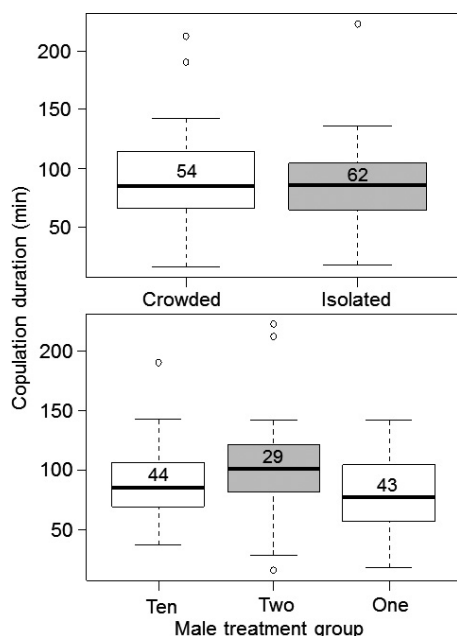 Copulation duration (min)
200
150
100
50
54
62
Crowded
Isolated
200
150
100
50
44
29
43
Ten
Two
One
Male treatment group